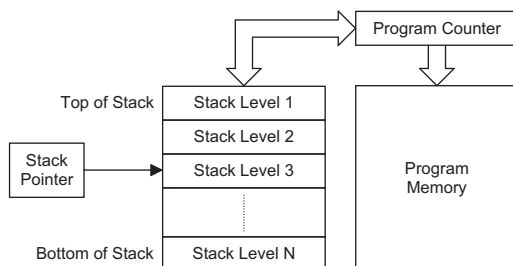 Program Counter
Top of Stack
Stack Level 1
Stack Level 2
Stack
Pointer
Stack Level 3
Program
Memory
Bottom of Stack
Stack Level N